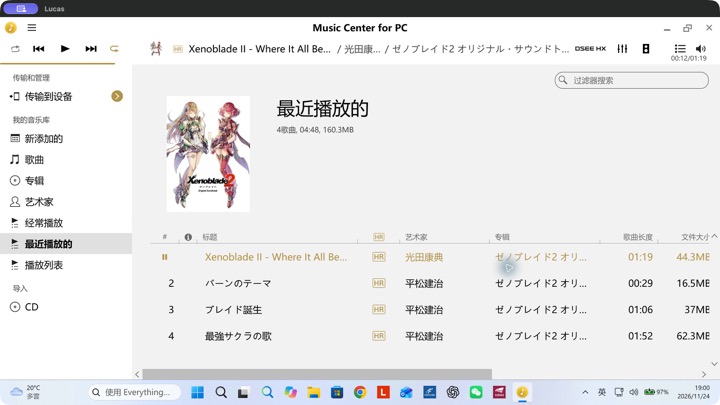 Lucas
Music Center for PC
HR Xenoblade II - Where It All Be... / 光田康... / ゼノブレイド2 オリジナル・サウンドト...
DSEE HX
00:12/01:19
传输和管理
传输到设备
我的音乐库
新添加的
歌曲
专辑
艺术家
经常播放
最近播放的
播放列表
导入
CD
过滤器搜索
Xenoblade 2
Original Soundtrack
最近播放的
4歌曲, 04:48, 160.3MB
# 标题 HR 艺术家 专辑 歌曲长度 文件大小
Xenoblade II - Where It All Be... HR 光田康典 ゼノブレイド2 オリ... 01:19 44.3MB
2 バーンのテーマ HR 平松建治 ゼノブレイド2 オリ... 00:29 16.5MB
3 ブレイド誕生 HR 平松建治 ゼノブレイド2 オリ... 01:06 37MB
4 最強サクラの歌 HR 平松建治 ゼノブレイド2 オリ... 01:52 62.3MB
20°C
多云
使用 Everything...
英
97%
19:00
2026/11/24